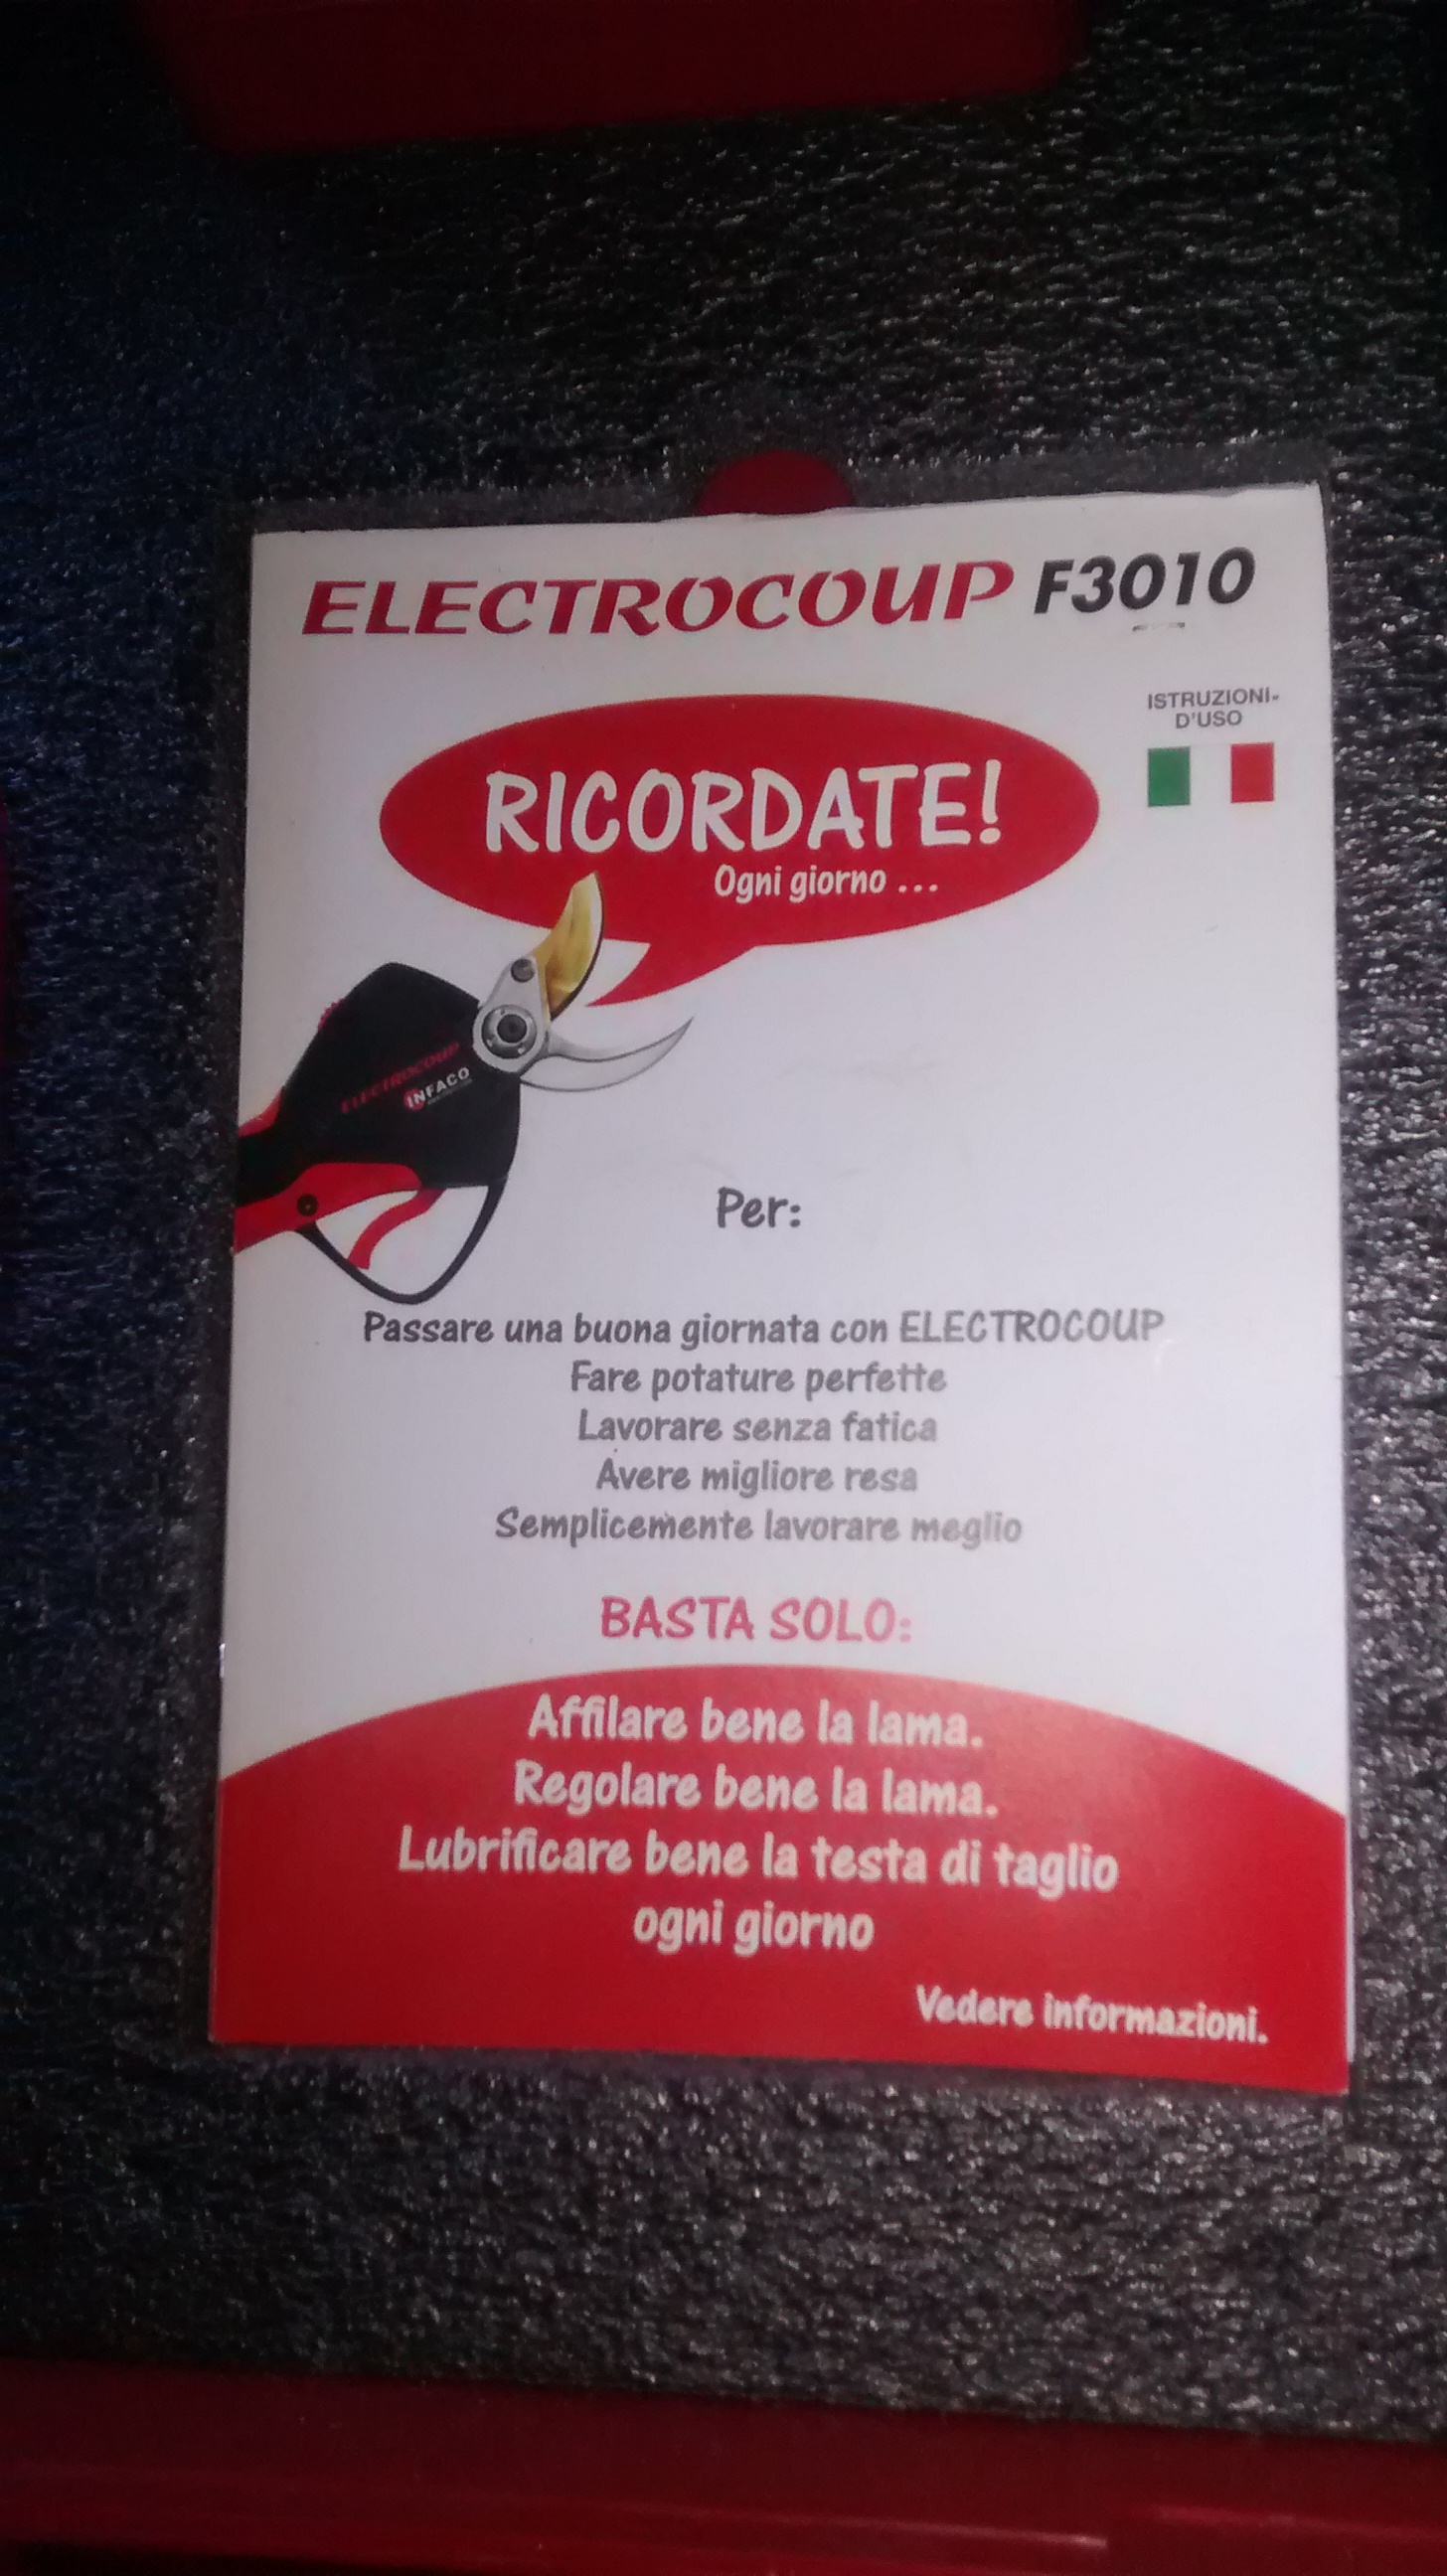 ELECTROCOUP F3010
ISTRUZIONI-
D'USO
RICORDATE!
Ogni giorno ...
ELECTROCOUP
INFACO
Per:
Passare una buona giornata con ELECTROCOUP
Fare potature perfette
Lavorare senza fatica
Avere migliore resa
Semplicemente lavorare meglio
BASTA SOLO:
Affilare bene la lama.
Regolare bene la lama.
Lubrificare bene la testa di taglio
ogni giorno
Vedere informazioni.